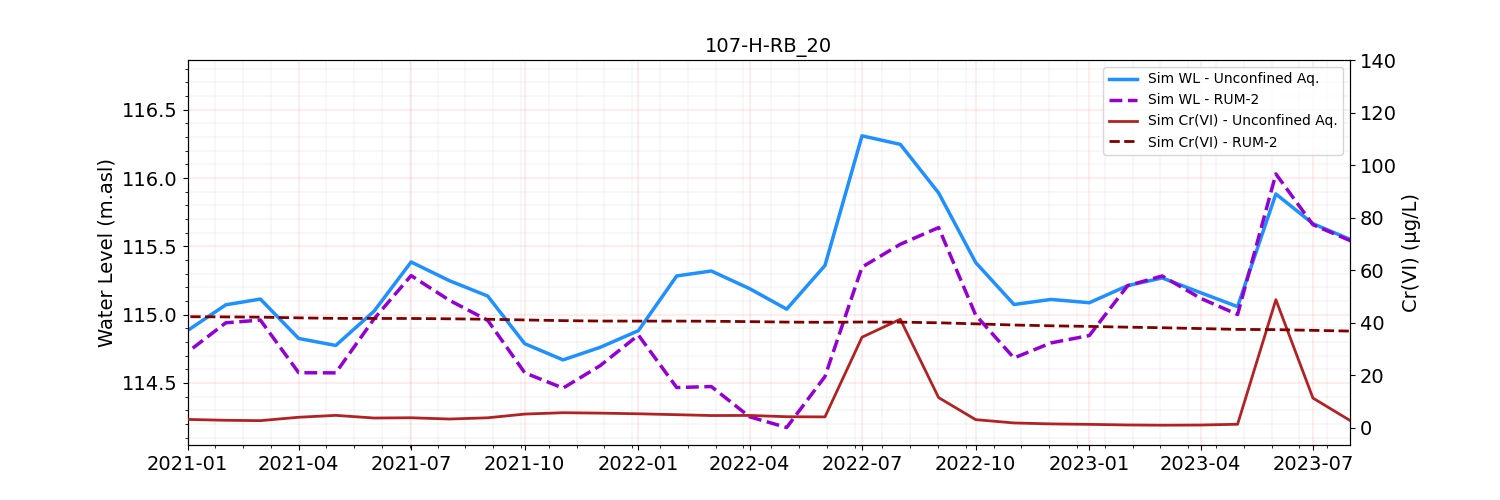 107-H-RB_20
Water Level (m.asl)
116.5
116.0
115.5
115.0
114.5
Sim WL - Unconfined Aq.
Sim WL - RUM-2
Sim Cr(VI) - Unconfined Aq.
Sim Cr(VI) - RUM-2
140
120
100
80
60
40
20
0
Cr(VI) (µg/L)
2021-01 2021-04 2021-07 2021-10 2022-01 2022-04 2022-07 2022-10 2023-01 2023-04 2023-07